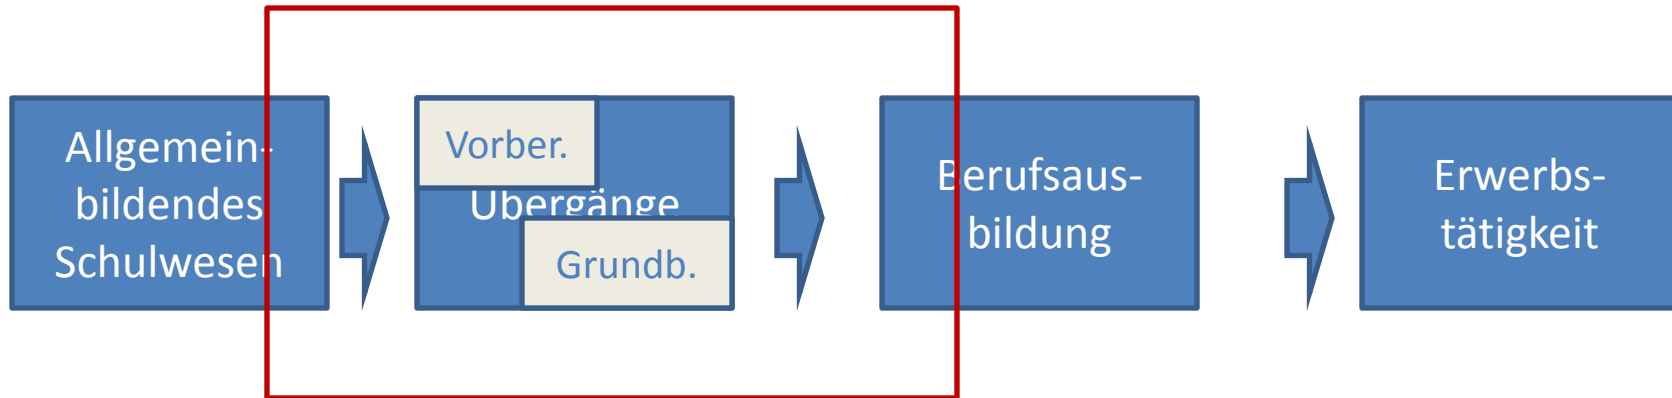 Allgemein-
bildendes
Schulwesen
Vorber.
Übergänge
Grundb.
Berufsaus-
bildung
Erwerbs-
tätigkeit